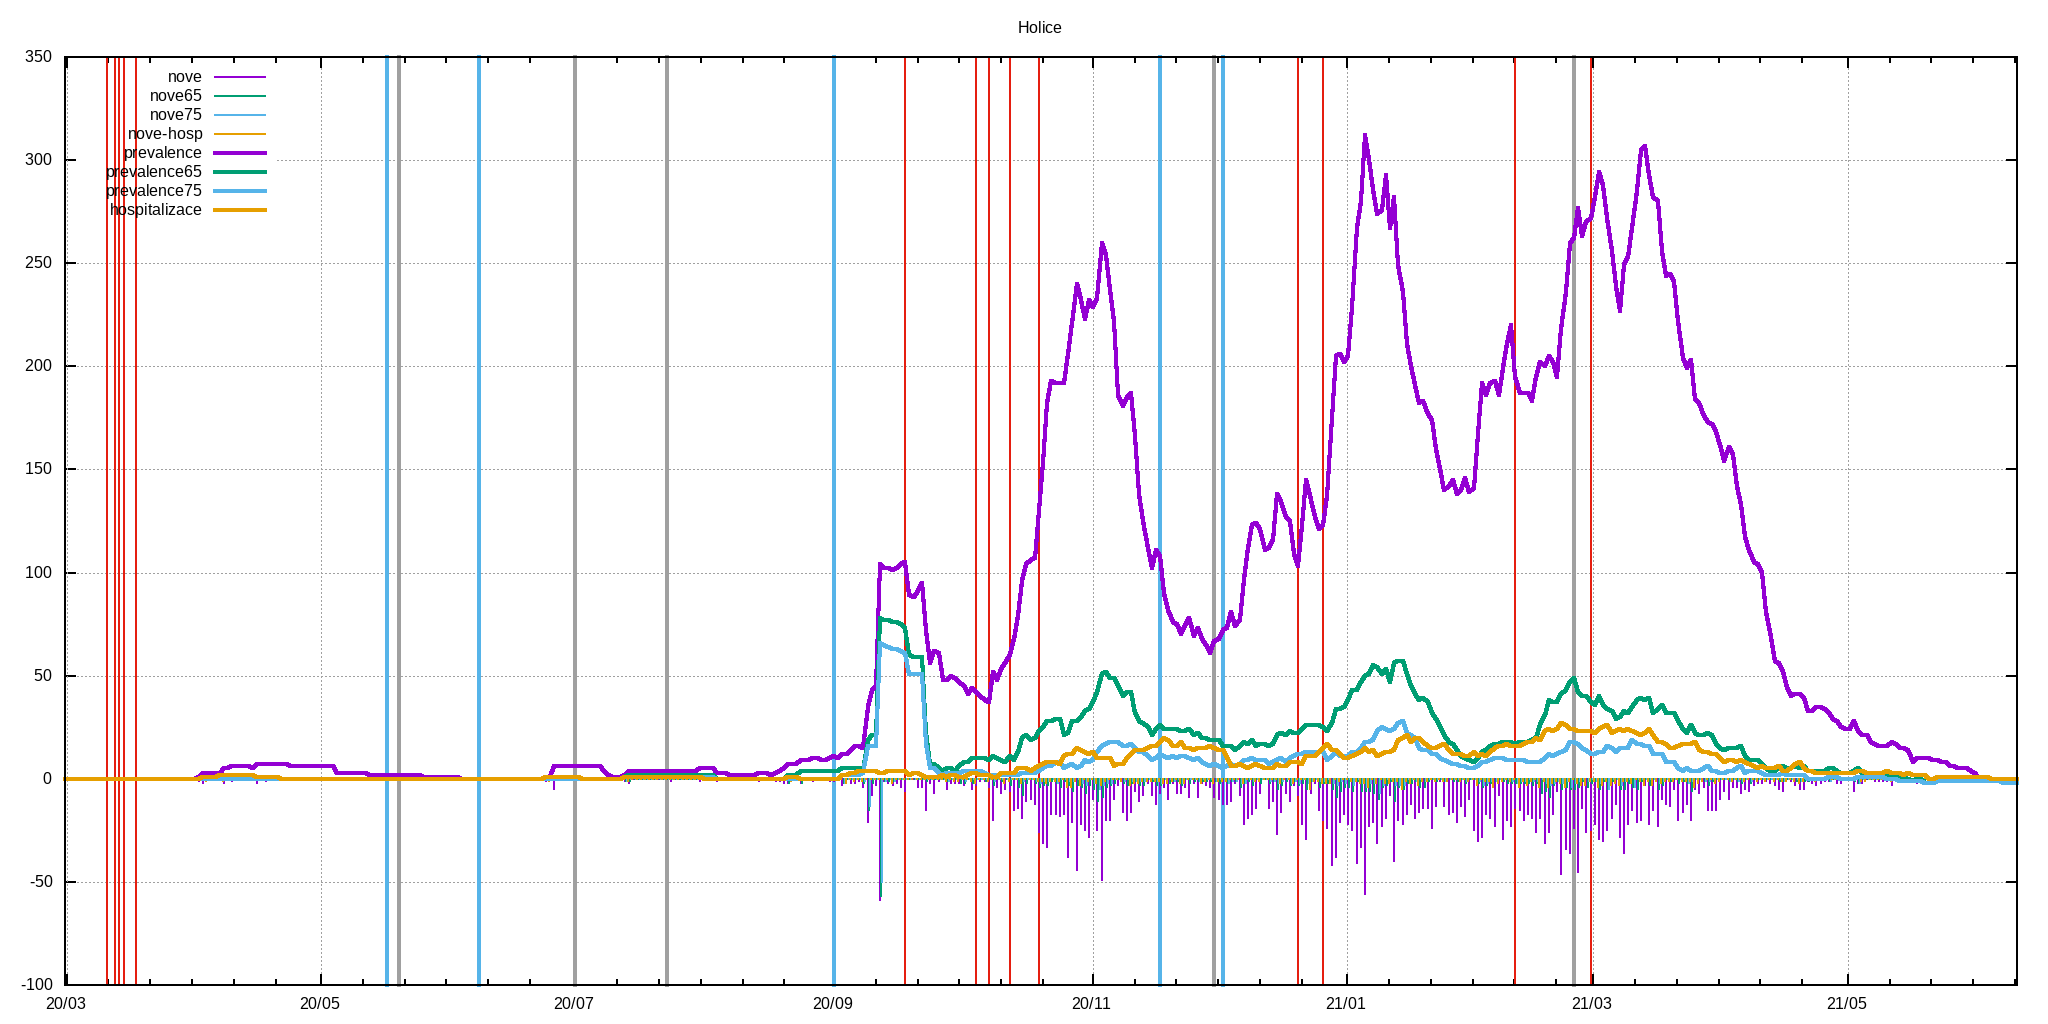 Holice
350
300
250
200
150
100
50
0
-50
-100
nove
nove65
nove75
nove-hosp
prevalence
prevalence65
prevalence75
hospitalizace
20/03 20/05 20/07 20/09 20/11 21/01 21/03 21/05